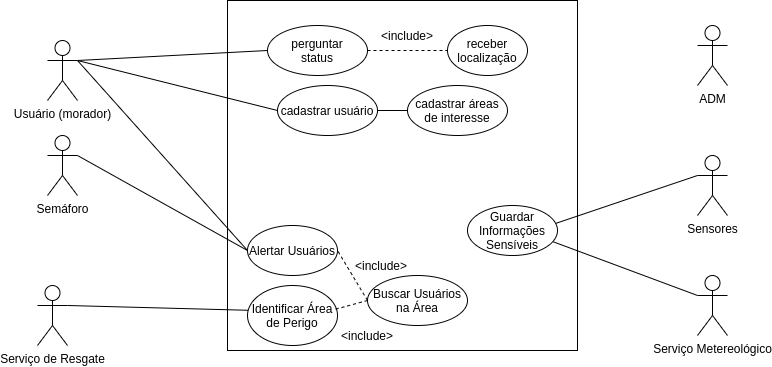 perguntar
status
<include>
receber
localização
Usuário (morador)
ADM
cadastrar usuário
cadastrar áreas
de interesse
Semáforo
Sensores
Guardar
Informações
Sensíveis
Alertar Usuários
<include>
Buscar Usuários
na Área
Identificar Área
de Perigo
<include>
Serviço de Resgate
Serviço Metereológico